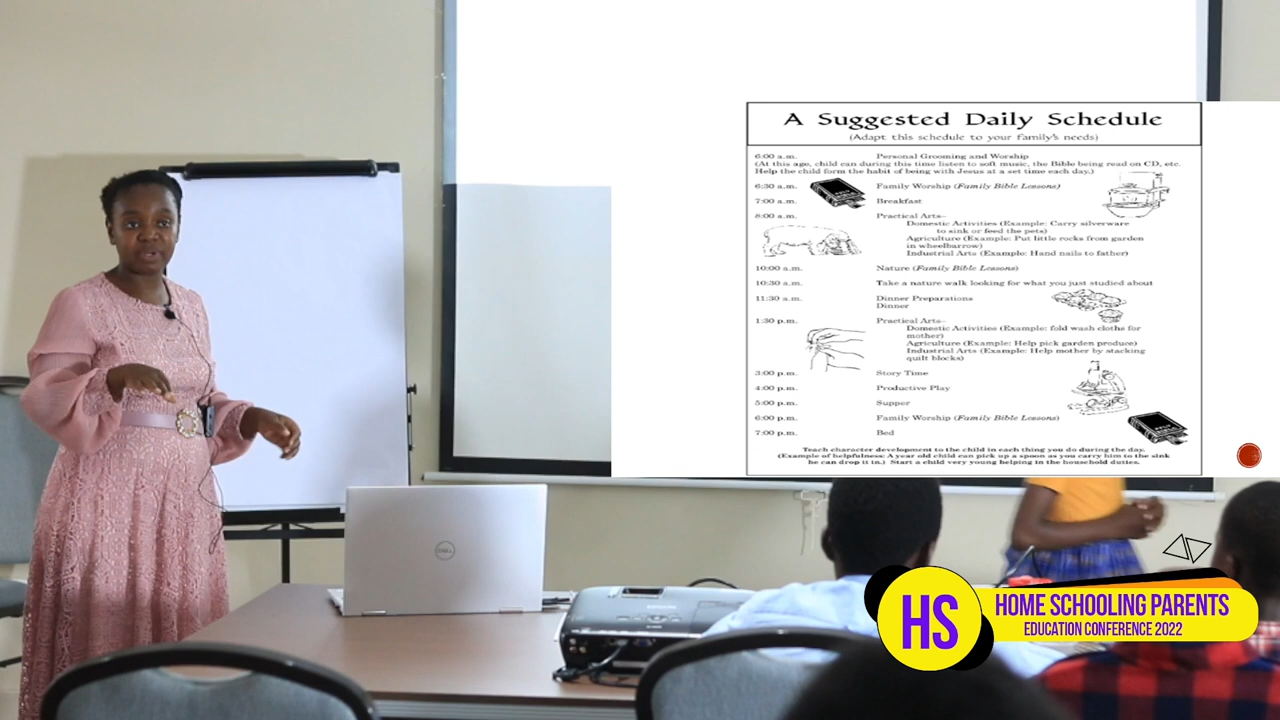 A Suggested Daily Schedule
(Adapt this schedule to your family's needs)
6:00 a.m. Personal Grooming and Worship
(At this age, child can during this time listen to soft music, the Bible being read on CD, etc.
Help the child form the habit of being with Jesus at a set time each day.)
6:30 a.m. Family Worship (Family Bible Lessons)
7:00 a.m. Breakfast
8:00 a.m. Practical Arts–
Domestic Activities (Example: Carry silverware
to sink or feed the pets)
Agriculture (Example: Put little rocks from garden
in wheelbarrow)
Industrial Arts (Example: Hand nails to father)
10:00 a.m. Nature (Family Bible Lessons)
10:30 a.m. Take a nature walk looking for what you just studied about
11:30 a.m. Dinner Preparations
Dinner
1:30 p.m. Practical Arts–
Domestic Activities (Example: fold wash cloths for
mother)
Agriculture (Example: Help pick garden produce)
Industrial Arts (Example: Help mother by stacking
quilt blocks)
3:00 p.m. Story Time
4:00 p.m. Productive Play
5:00 p.m. Supper
6:00 p.m. Family Worship (Family Bible Lessons)
7:00 p.m. Bed
Teach character development to the child in each thing you do during the day.
(Example of helpfulness: A year old child can pick up a spoon as you carry him to the sink
he can drop it in.) Start a child very young helping in the household duties.
DELL
HS
HOME SCHOOLING PARENTS
EDUCATION CONFERENCE 2022